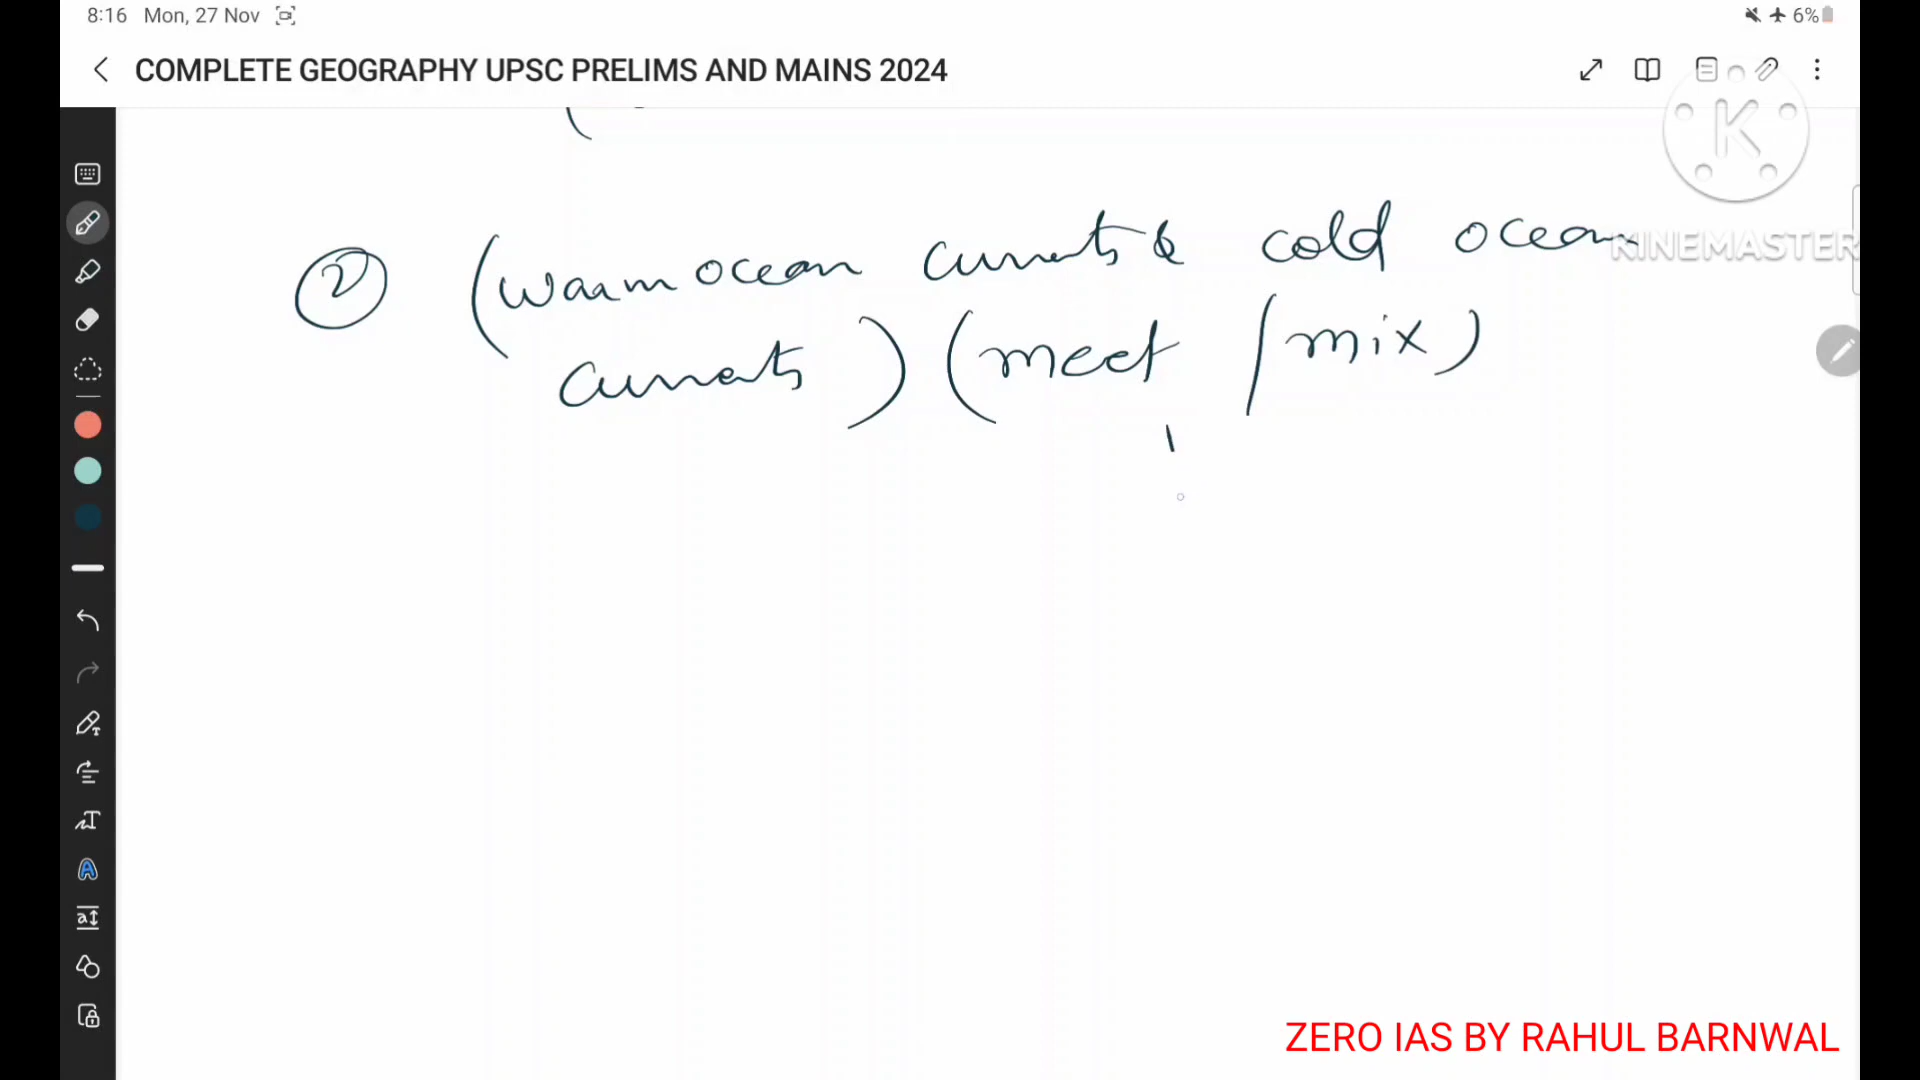 8:16 Mon, 27 Nov 6%
COMPLETE GEOGRAPHY UPSC PRELIMS AND MAINS 2024
K
KINEMASTER
② (warm ocean currents & cold ocean
currents) (meet / mix)
ZERO IAS BY RAHUL BARNWAL